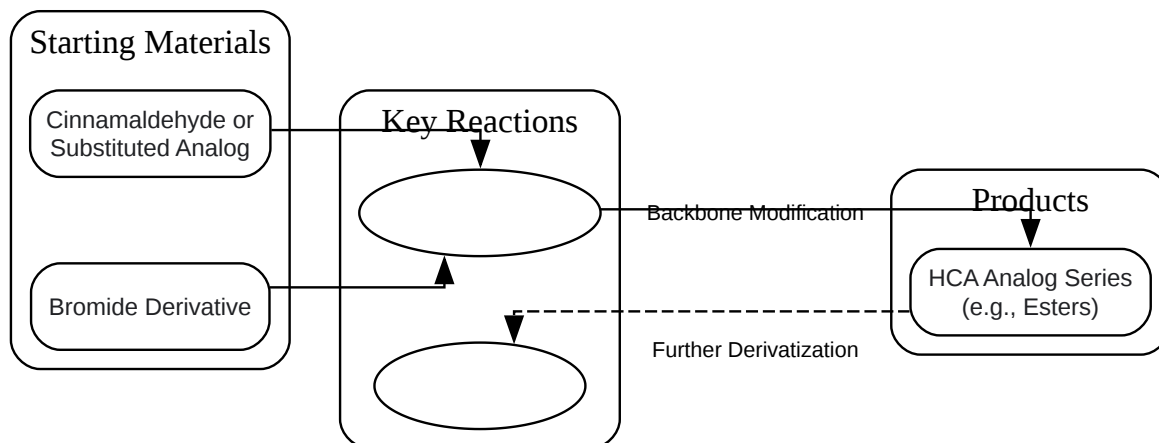 Starting Materials
Cinnamaldehyde or
Substituted Analog
Bromide Derivative
Key Reactions
Backbone Modification
Further Derivatization
Products
HCA Analog Series
(e.g., Esters)